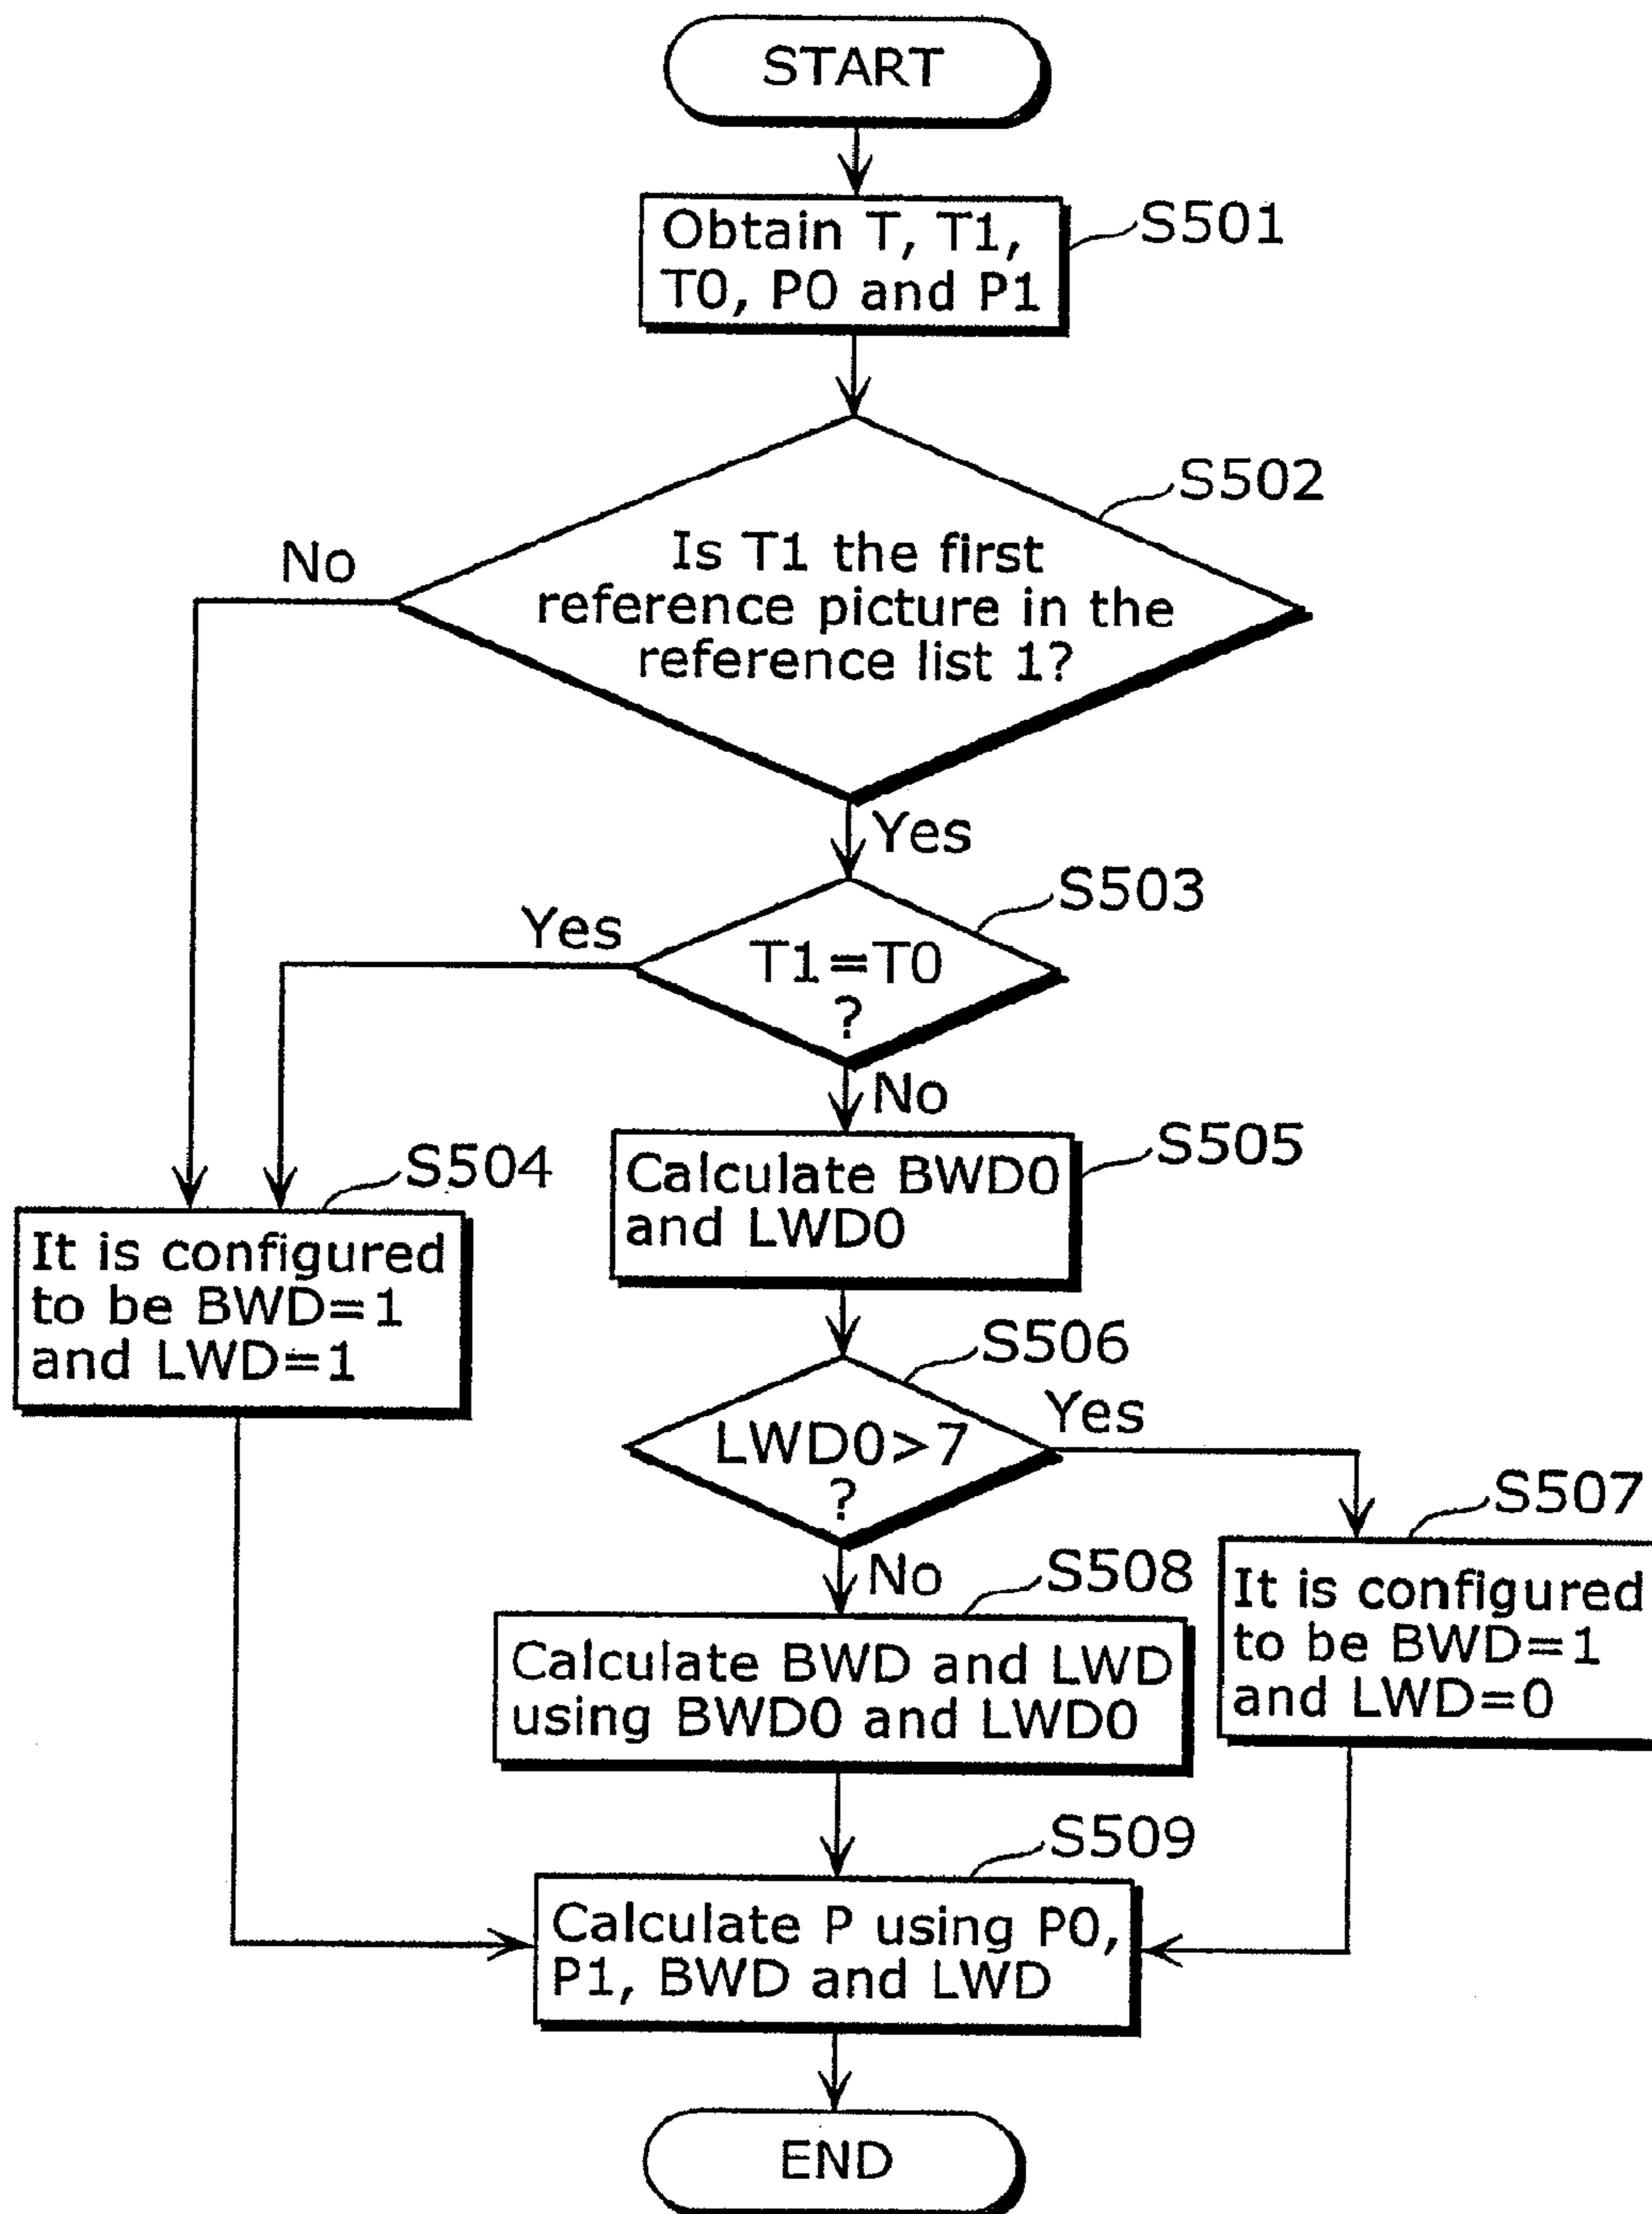 START
Obtain T, T1,
T0, P0 and P1
S501
S502
Is T1 the first
reference picture in the
reference list 1?
No
Yes
S503
T1=T0
?
Yes
No
S504
It is configured
to be BWD=1
and LWD=1
S505
Calculate BWD0
and LWD0
S506
LWD0>7
?
Yes
No
S507
It is configured
to be BWD=1
and LWD=0
S508
Calculate BWD and LWD
using BWD0 and LWD0
S509
Calculate P using P0,
P1, BWD and LWD
END